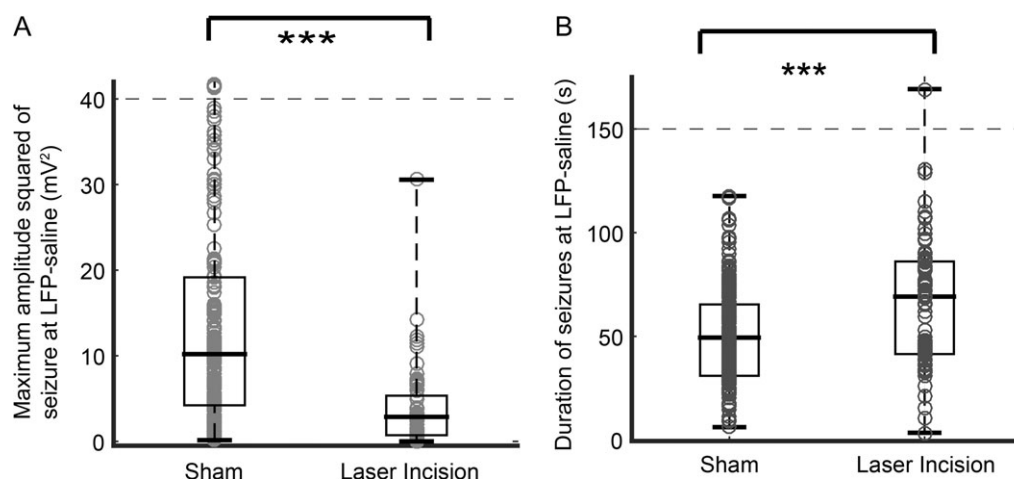 A
***
Maximum amplitude squared of
seizure at LFP-saline (mV²)
40
30
20
10
0
Sham
Laser Incision
B
***
Duration of seizures at LFP-saline (s)
150
100
50
0
Sham
Laser Incision